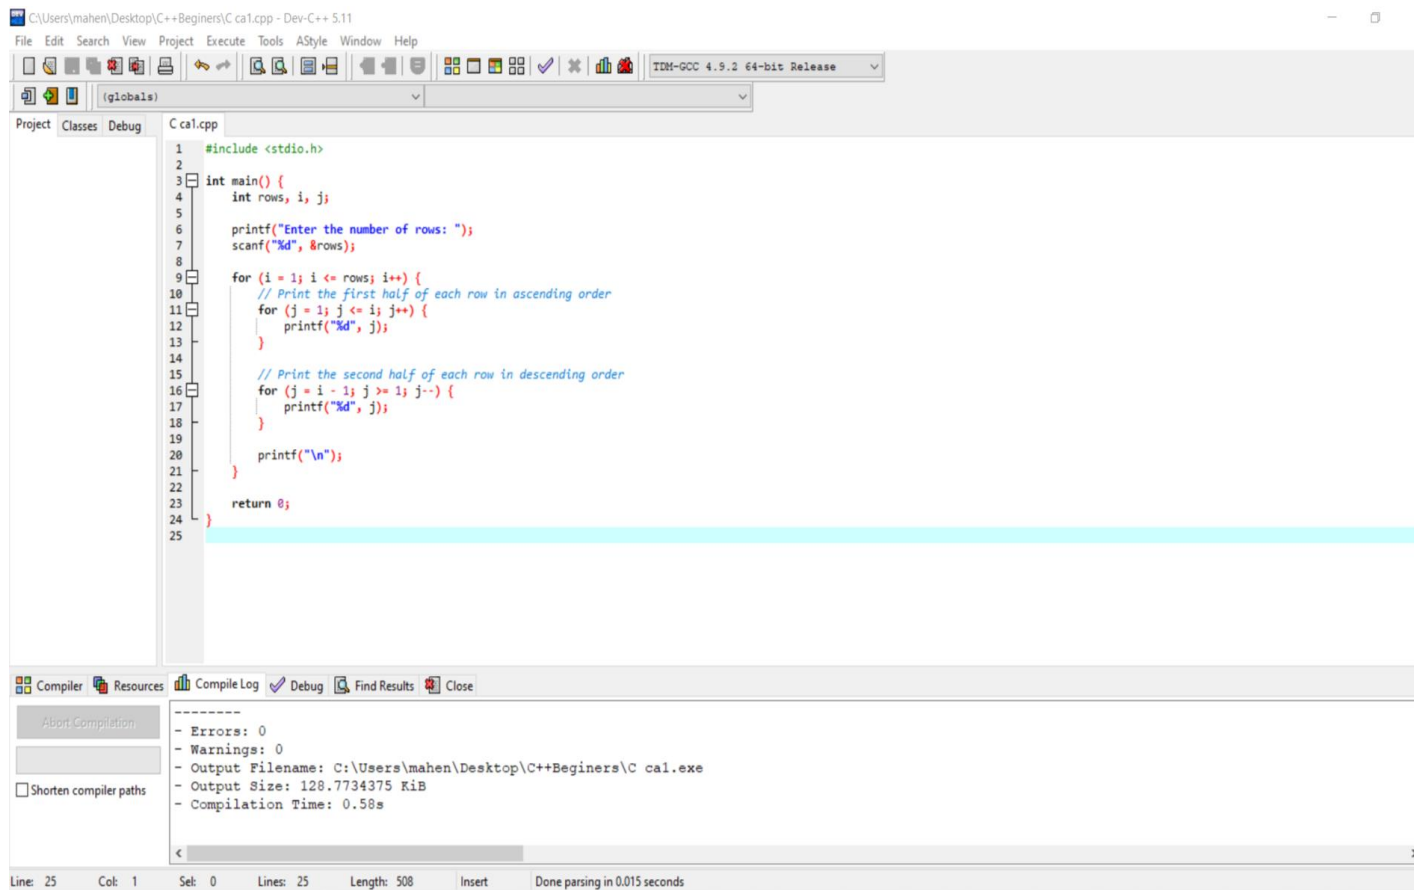 C:\Users\mahen\Desktop\C++Beginers\C ca1.cpp - Dev-C++ 5.11
File Edit Search View Project Execute Tools AStyle Window Help
TDM-GCC 4.9.2 64-bit Release
(globals)
Project Classes Debug C ca1.cpp
1 #include <stdio.h>
2
3 int main() {
4 int rows, i, j;
5
6 printf("Enter the number of rows: ");
7 scanf("%d", &rows);
8
9 for (i = 1; i <= rows; i++) {
10 // Print the first half of each row in ascending order
11 for (j = 1; j <= i; j++) {
12 printf("%d", j);
13 }
14
15 // Print the second half of each row in descending order
16 for (j = i - 1; j >= 1; j--) {
17 printf("%d", j);
18 }
19
20 printf("\n");
21 }
22
23 return 0;
24 }
25
Compiler Resources Compile Log Debug Find Results Close
Abort Compilation
Shorten compiler paths
--------
- Errors: 0
- Warnings: 0
- Output Filename: C:\Users\mahen\Desktop\C++Beginers\C ca1.exe
- Output Size: 128.7734375 KiB
- Compilation Time: 0.58s
Line: 25 Col: 1 Sel: 0 Lines: 25 Length: 508 Insert Done parsing in 0.015 seconds